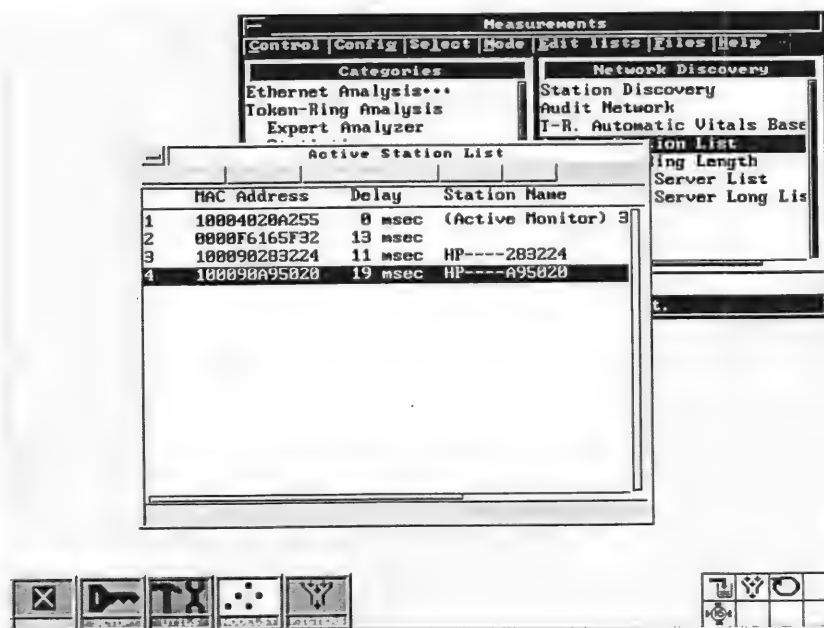 Measurements
Control Config Select Mode Edit lists Files Help
Categories
Ethernet Analysis•••
Token-Ring Analysis
Expert Analyzer
Network Discovery
Station Discovery
Audit Network
T-R. Automatic Vitals Base
ion List
ing Length
Server List
Server Long Lis
t.
Active Station List
MAC Address Delay Station Name
1 10004020A255 0 msec (Active Monitor) 3
2 0000F6165F32 13 msec
3 100090283224 11 msec HP----283224
4 100090A95020 19 msec HP----A95020